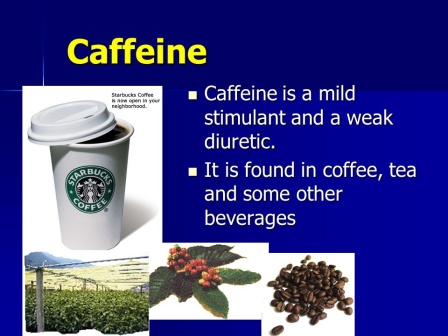 Caffeine
Starbucks Coffee
is now open in your
neighborhood.
STARBUCKS
COFFEE
■ Caffeine is a mild
stimulant and a weak
diuretic.
■ It is found in coffee, tea
and some other
beverages